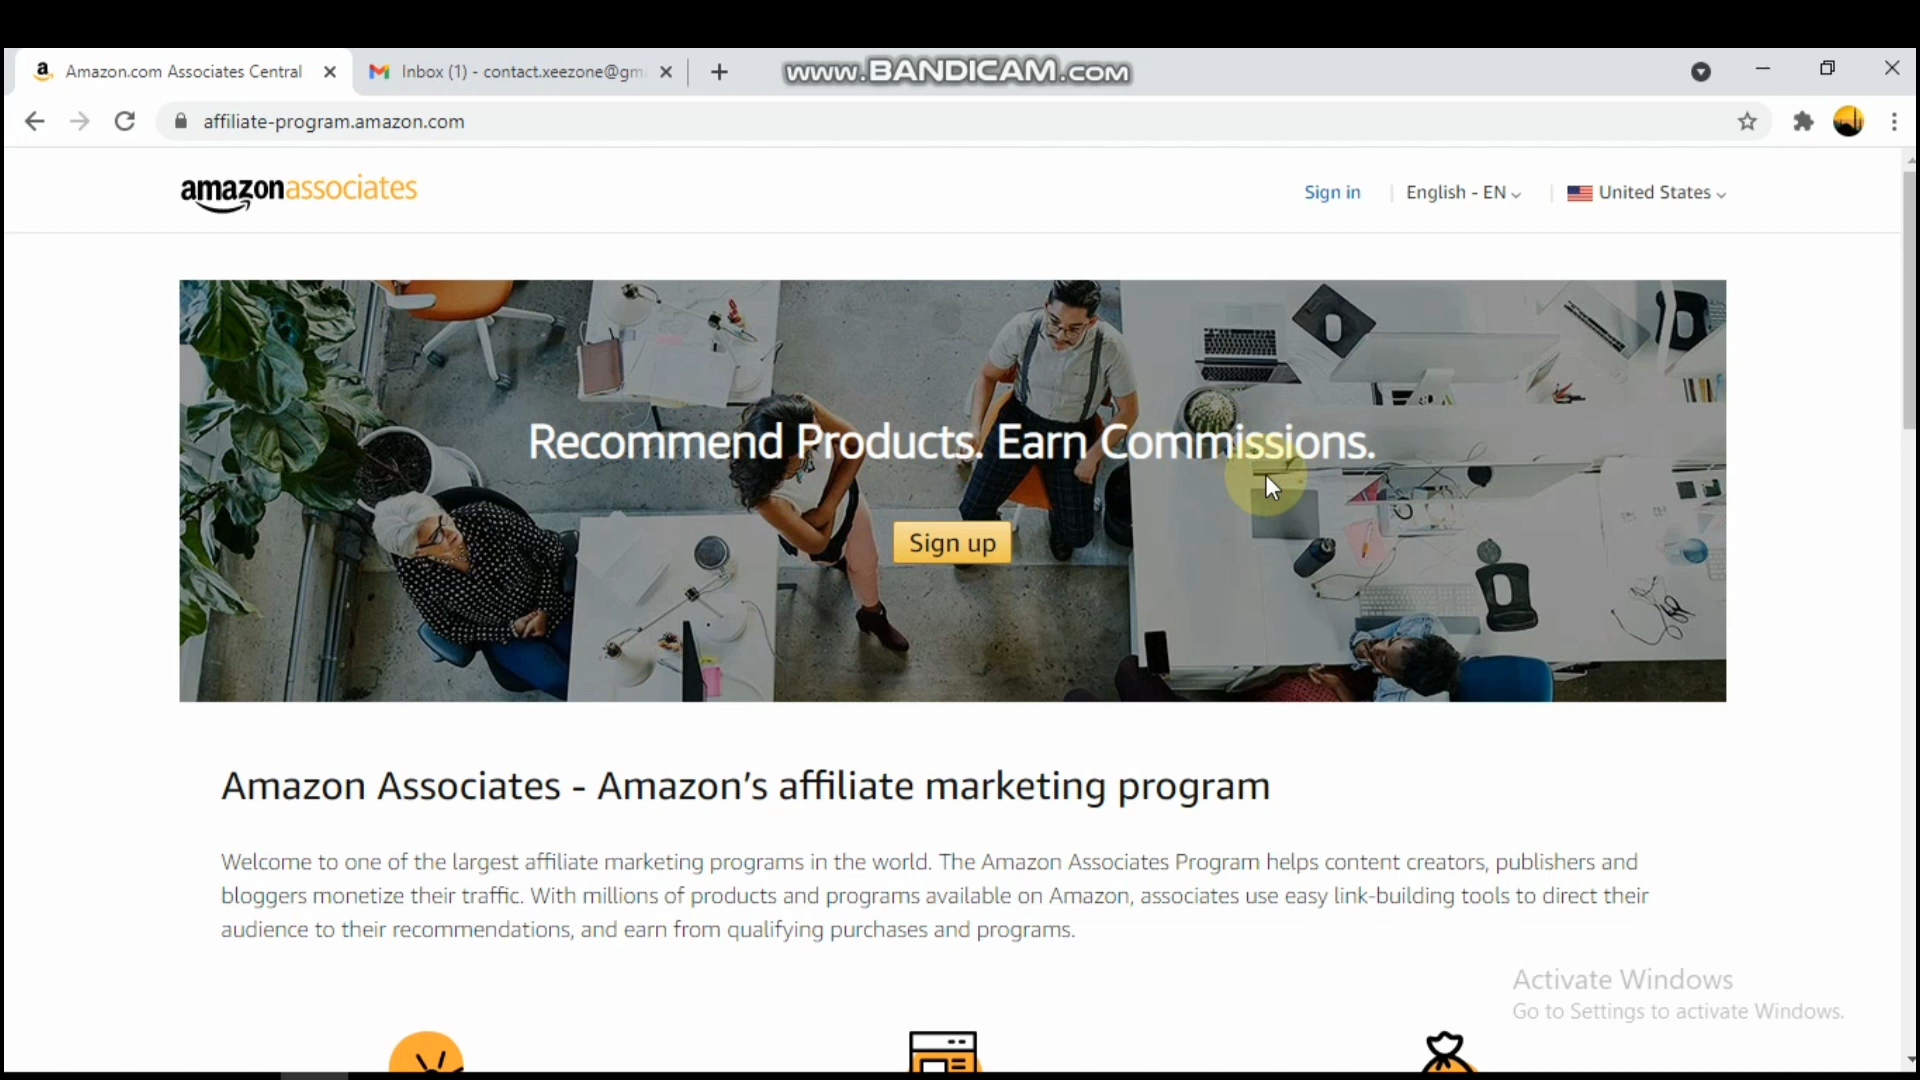 a Amazon.com Associates Central
Inbox (1) - contact.xeezone@gm
www.BANDICAM.com
affiliate-program.amazon.com
amazonassociates
Sign in
English - EN
United States
Recommend Products. Earn Commissions.
Sign up
Amazon Associates - Amazon's affiliate marketing program
Welcome to one of the largest affiliate marketing programs in the world. The Amazon Associates Program helps content creators, publishers and
bloggers monetize their traffic. With millions of products and programs available on Amazon, associates use easy link-building tools to direct their
audience to their recommendations, and earn from qualifying purchases and programs.
Activate Windows
Go to Settings to activate Windows.